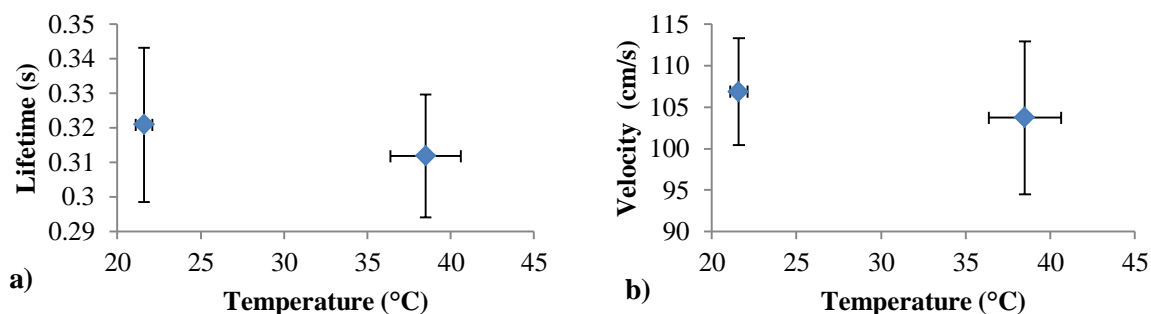 0.35
0.34
0.33
0.32
0.31
0.3
0.29
Lifetime (s)
20 25 30 35 40 45
Temperature (°C)
a)
115
110
105
100
95
90
Velocity (cm/s)
20 25 30 35 40 45
Temperature (°C)
b)